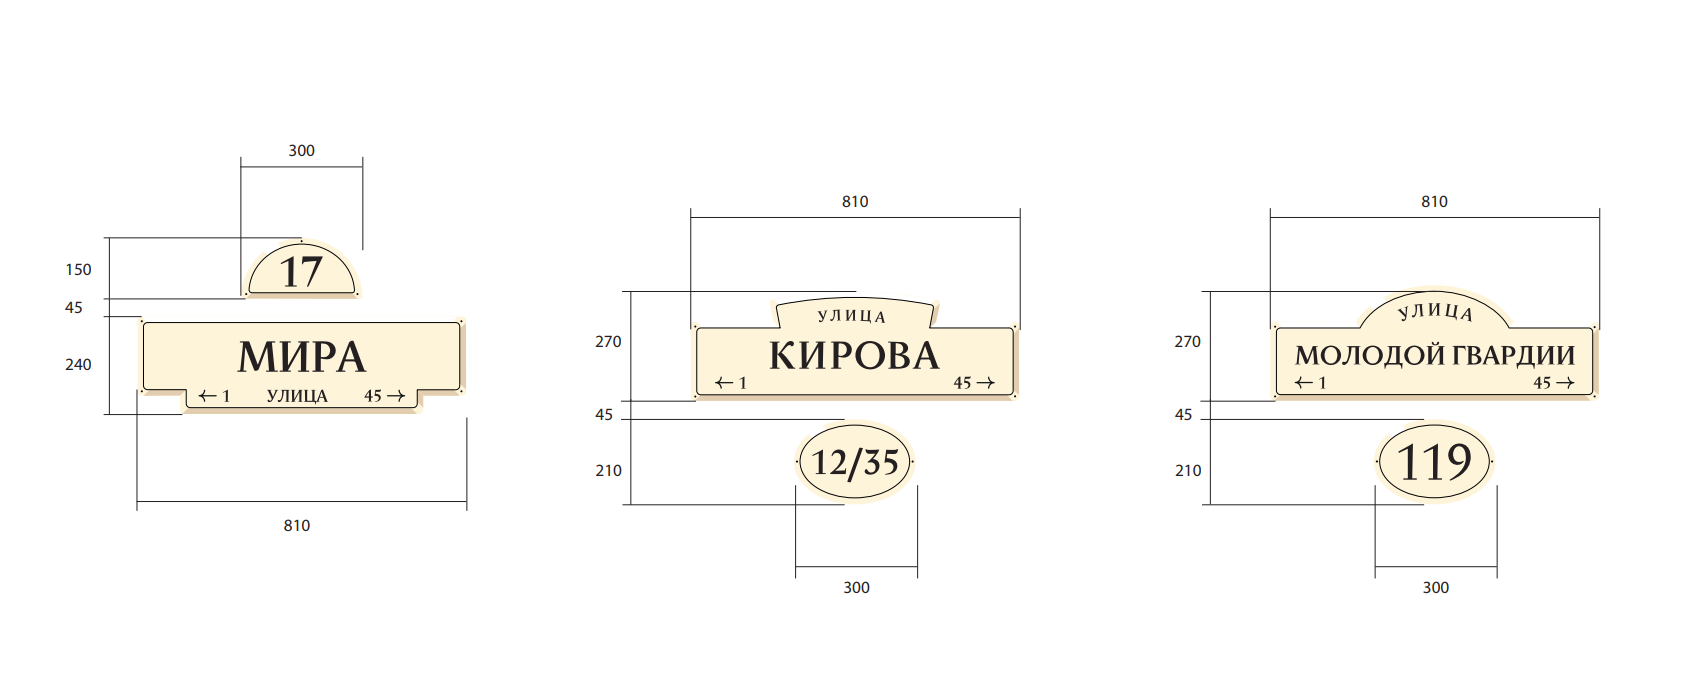 300
150
17
45
240
МИРА
← 1 УЛИЦА 45 →
810
810
270
УЛИЦА
КИРОВА
← 1 45 →
45
210
12/35
300
810
270
УЛИЦА
МОЛОДОЙ ГВАРДИИ
← 1 45 →
45
210
119
300